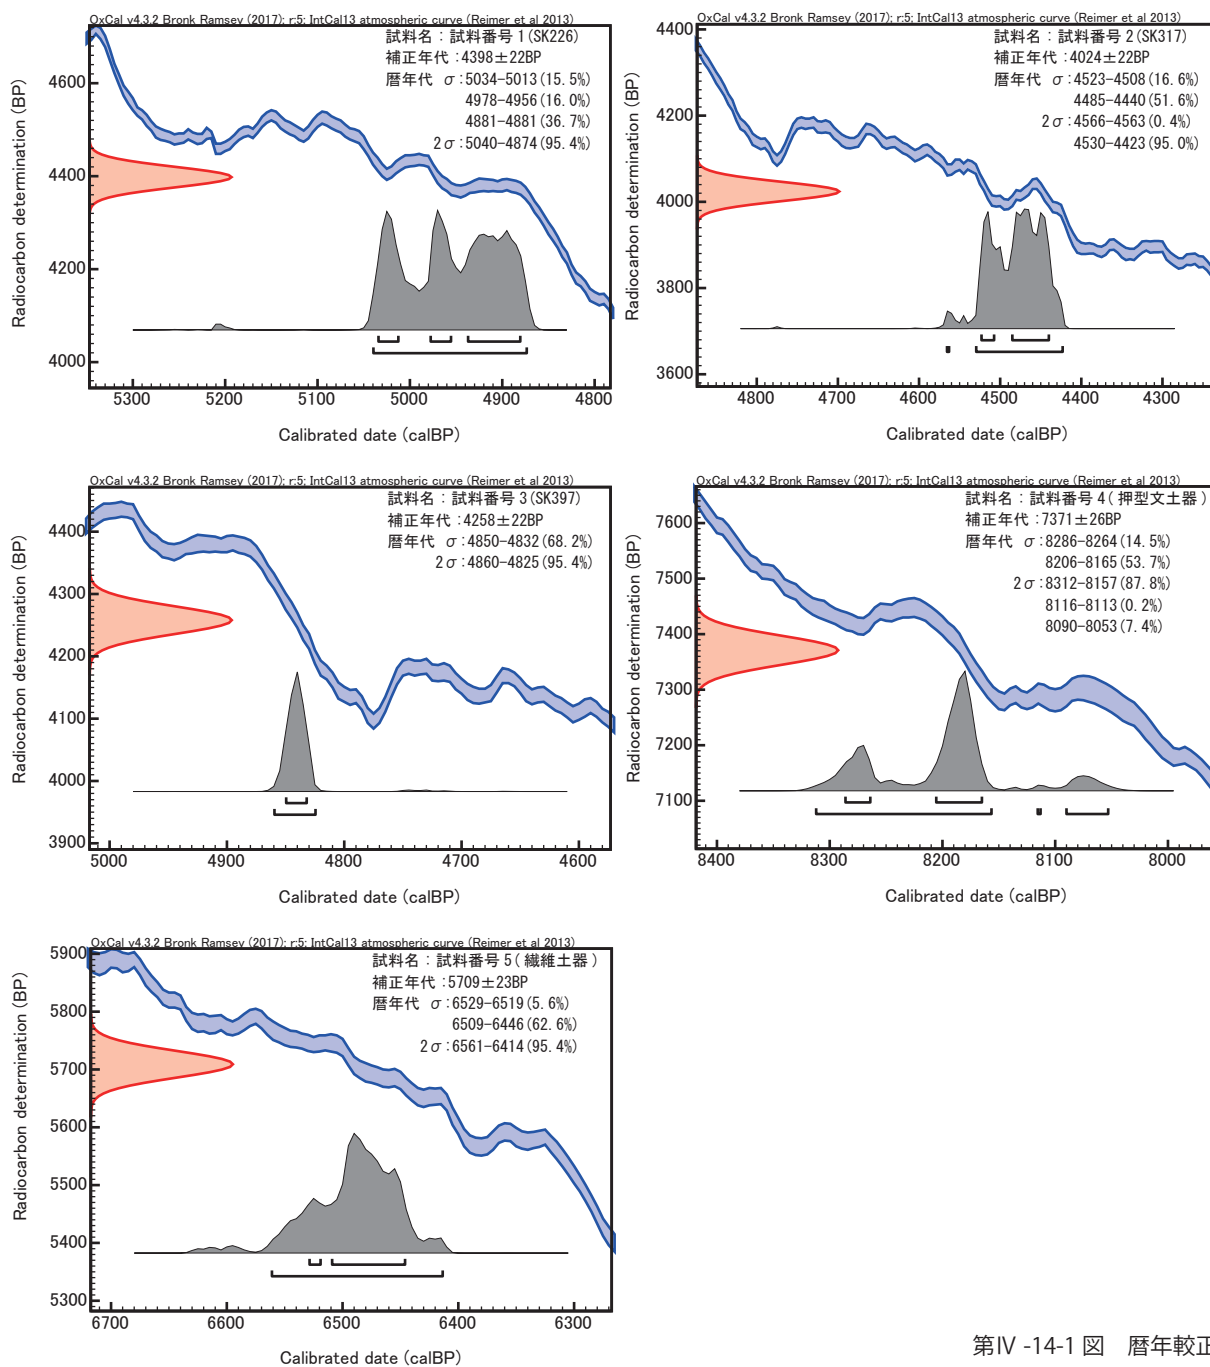 OxCal v4.3.2 Bronk Ramsey (2017); r:5; IntCal13 atmospheric curve (Reimer et al 2013)
試料名：試料番号 1 (SK226)
補正年代：4398±22BP
暦年代 σ:5034-5013(15.5%)
4978-4956(16.0%)
4881-4881(36.7%)
2σ:5040-4874(95.4%)
Radiocarbon determination (BP)
4600
4400
4200
4000
5300 5200 5100 5000 4900 4800
Calibrated date (calBP)
OxCal v4.3.2 Bronk Ramsey (2017); r:5; IntCal13 atmospheric curve (Reimer et al 2013)
試料名：試料番号 2 (SK317)
補正年代：4024±22BP
暦年代 σ:4523-4508(16.6%)
4485-4440(51.6%)
2σ:4566-4563(0.4%)
4530-4423(95.0%)
Radiocarbon determination (BP)
4400
4200
4000
3800
3600
4800 4700 4600 4500 4400 4300
Calibrated date (calBP)
OxCal v4.3.2 Bronk Ramsey (2017); r:5; IntCal13 atmospheric curve (Reimer et al 2013)
試料名：試料番号 3 (SK397)
補正年代：4258±22BP
暦年代 σ:4850-4832(68.2%)
2σ:4860-4825(95.4%)
Radiocarbon determination (BP)
4400
4300
4200
4100
4000
3900
5000 4900 4800 4700 4600
Calibrated date (calBP)
OxCal v4.3.2 Bronk Ramsey (2017); r:5; IntCal13 atmospheric curve (Reimer et al 2013)
試料名：試料番号 4 ( 押型文土器 )
補正年代：7371±26BP
暦年代 σ:8286-8264(14.5%)
8206-8165(53.7%)
2σ:8312-8157(87.8%)
8116-8113(0.2%)
8090-8053(7.4%)
Radiocarbon determination (BP)
7600
7500
7400
7300
7200
7100
8400 8300 8200 8100 8000
Calibrated date (calBP)
OxCal v4.3.2 Bronk Ramsey (2017); r:5; IntCal13 atmospheric curve (Reimer et al 2013)
試料名：試料番号 5 ( 繊維土器 )
補正年代：5709±23BP
暦年代 σ:6529-6519(5.6%)
6509-6446(62.6%)
2σ:6561-6414(95.4%)
Radiocarbon determination (BP)
5900
5800
5700
5600
5500
5400
5300
6700 6600 6500 6400 6300
Calibrated date (calBP)
第Ⅳ-14-1 図 暦年較正